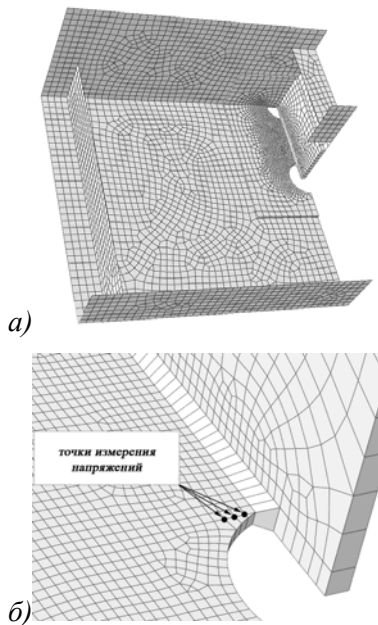 а)
точки измерения
напряжений
б)